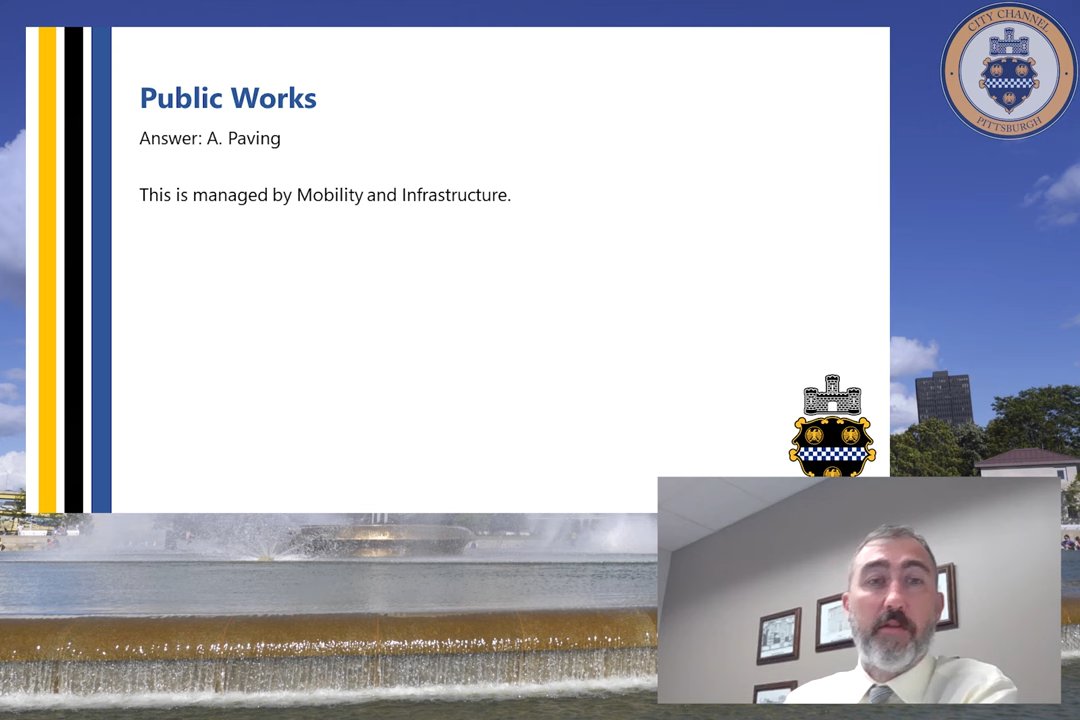 CITY CHANNEL
Public Works
Answer: A. Paving
This is managed by Mobility and Infrastructure.
PITTSBURGH